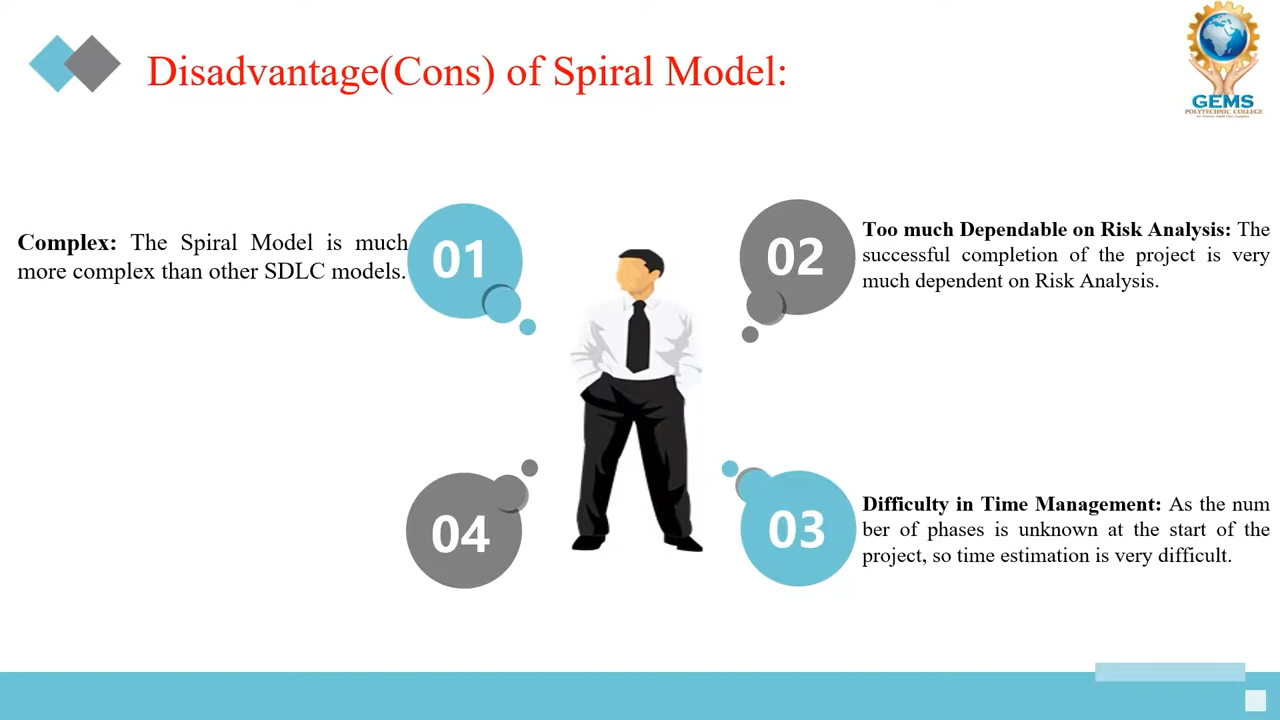 Disadvantage(Cons) of Spiral Model:
GEMS
POLYTECHNIC COLLEGE
Complex: The Spiral Model is much
more complex than other SDLC models.
01
02
Too much Dependable on Risk Analysis: The
successful completion of the project is very
much dependent on Risk Analysis.
04
03
Difficulty in Time Management: As the num
ber of phases is unknown at the start of the
project, so time estimation is very difficult.